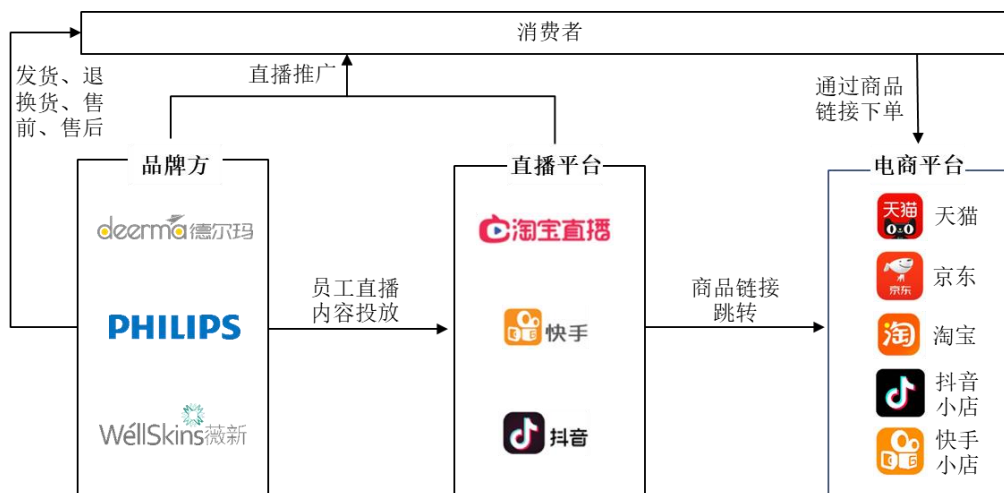 消费者
发货、退
换货、售
前、售后
直播推广
通过商品
链接下单
品牌方
deerma德尔玛
PHILIPS
WéllSkins薇新
员工直播
内容投放
直播平台
淘宝直播
快手
抖音
商品链接
跳转
电商平台
天猫
天猫
京东
京东
淘
淘宝
抖音
小店
快手
小店